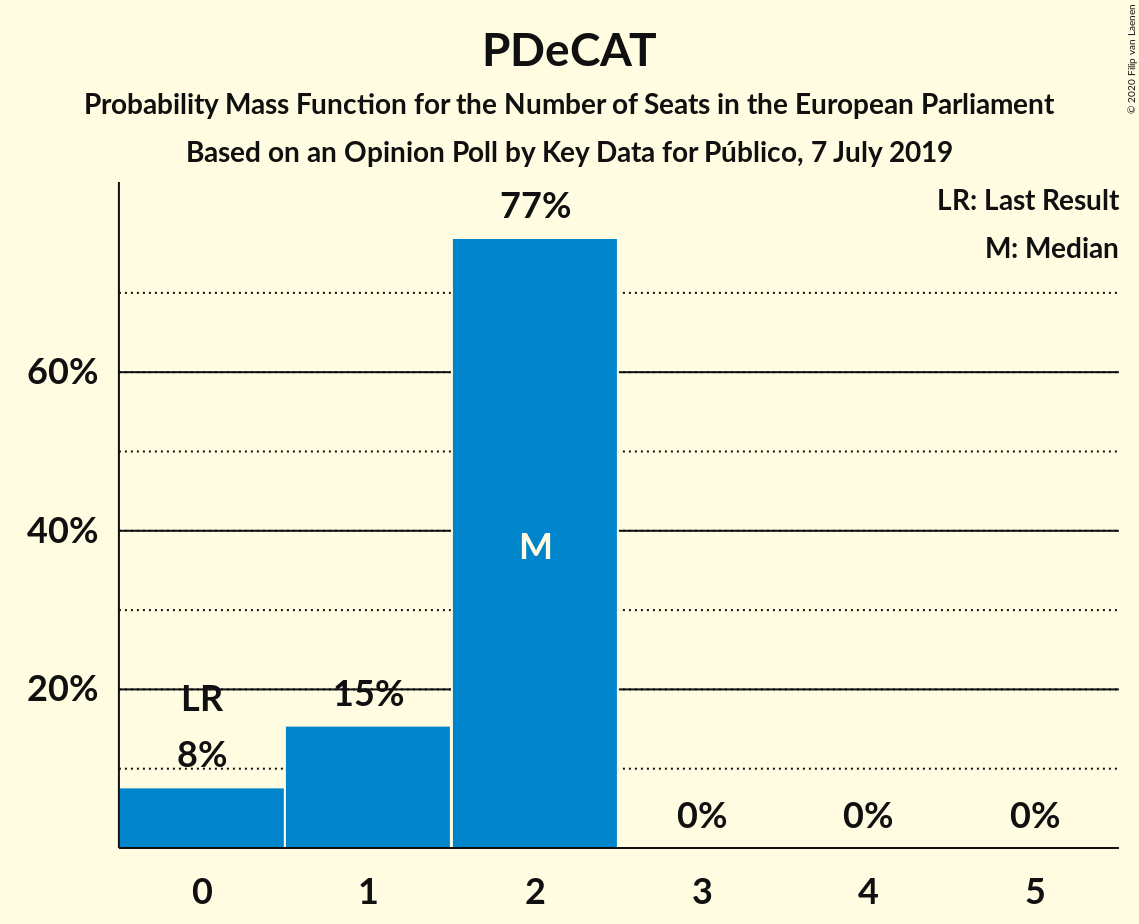 PDeCAT
Probability Mass Function for the Number of Seats in the European Parliament
Based on an Opinion Poll by Key Data for Público, 7 July 2019
© 2020 Filip van Laenen
LR: Last Result
M: Median
77%
60%
40%
M
20%
LR
15%
8%
0%
0%
0%
0
1
2
3
4
5